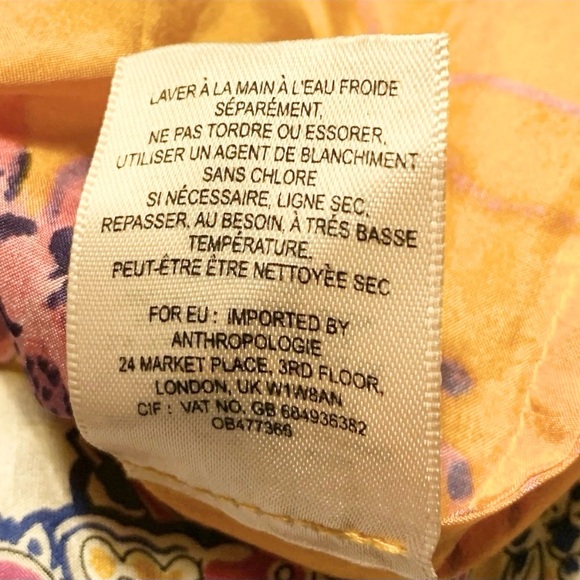 LAVER À LA MAIN À L'EAU FROIDE
SÉPARÉMENT.
NE PAS TORDRE OU ESSORER.
UTILISER UN AGENT DE BLANCHIMENT
SANS CHLORE
SI NÉCESSAIRE, LIGNE SEC.
REPASSER, AU BESOIN, À TRÉS BASSE
TEMPÉRATURE.
PEUT-ÊTRE ÊTRE NETTOYÈE SEC
FOR EU : IMPORTED BY
ANTHROPOLOGIE
24 MARKET PLACE, 3RD FLOOR,
LONDON, UK W1W8AN
CIF : VAT NO. GB 684936382
OB477366